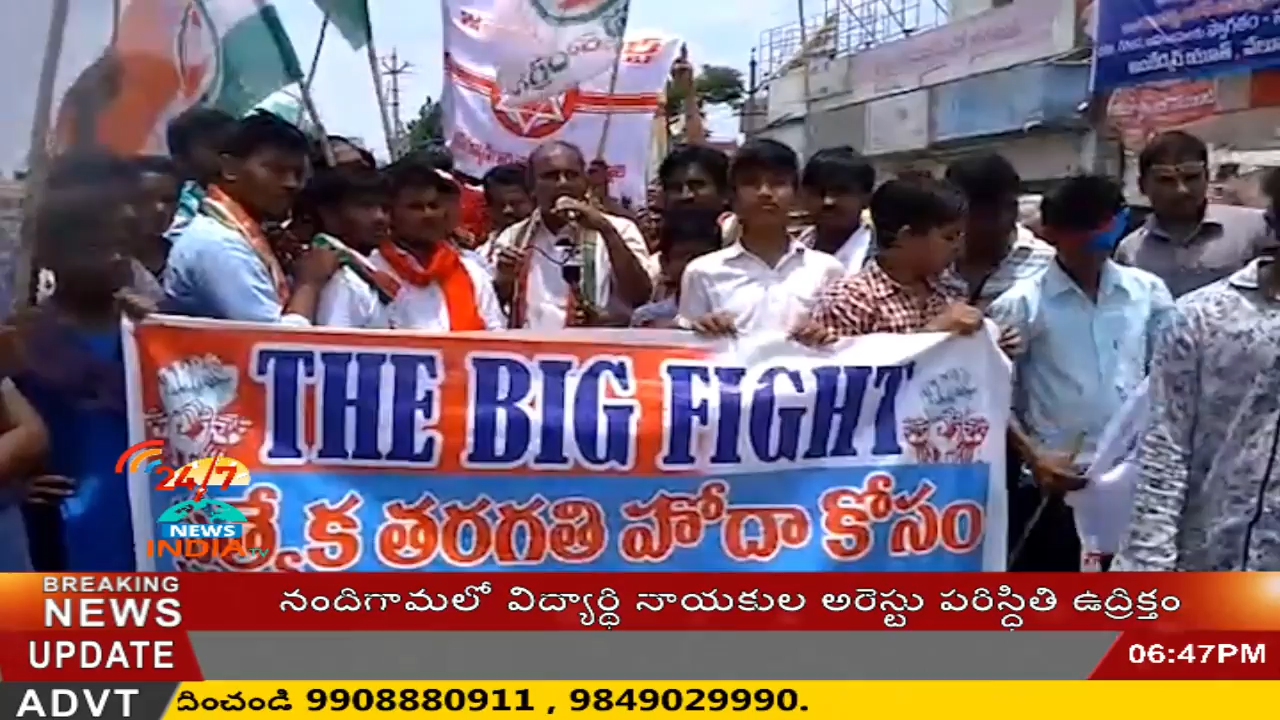 THE BIG FIGHT
తరగతి హోదా కోసం
24/7
NEWS
INDIA TV
BREAKING
NEWS
నందిగామలో విద్యార్థి నాయకుల అరెస్టు పరిస్థితి ఉద్రిక్తం
UPDATE
06:47PM
ADVT
దించండి 9908880911 , 9849029990.